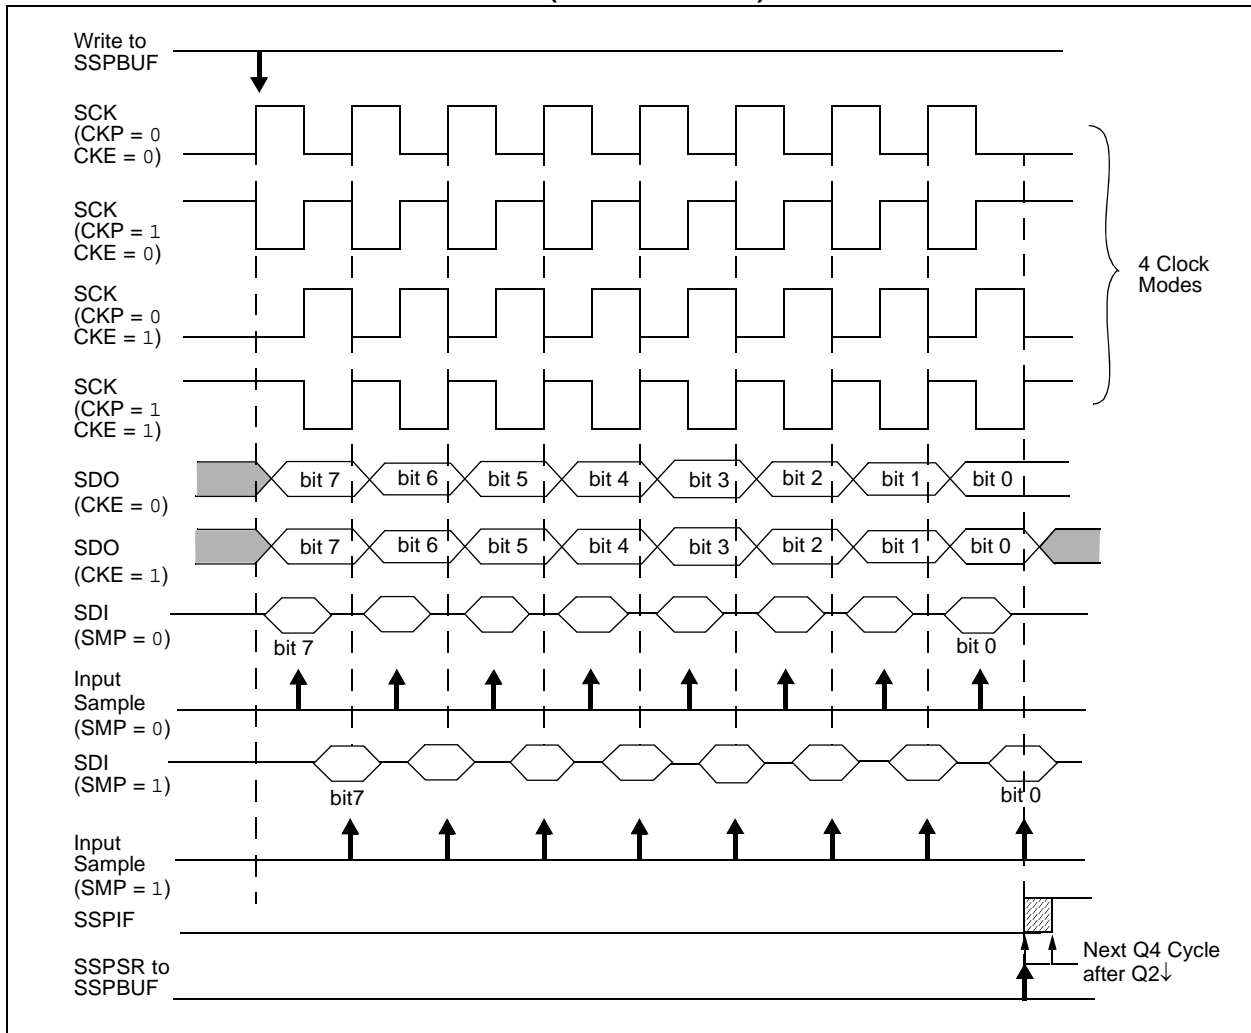 Write to
SSPBUF
SCK
(CKP = 0
CKE = 0)
SCK
(CKP = 1
CKE = 0)
SCK
(CKP = 0
CKE = 1)
SCK
(CKP = 1
CKE = 1)
4 Clock
Modes
SDO
(CKE = 0)
bit 7 bit 6 bit 5 bit 4 bit 3 bit 2 bit 1 bit 0
SDO
(CKE = 1)
bit 7 bit 6 bit 5 bit 4 bit 3 bit 2 bit 1 bit 0
SDI
(SMP = 0)
bit 7 bit 0
Input
Sample
(SMP = 0)
SDI
(SMP = 1)
bit7 bit 0
Input
Sample
(SMP = 1)
SSPIF
SSPSR to
SSPBUF
Next Q4 Cycle
after Q2↓